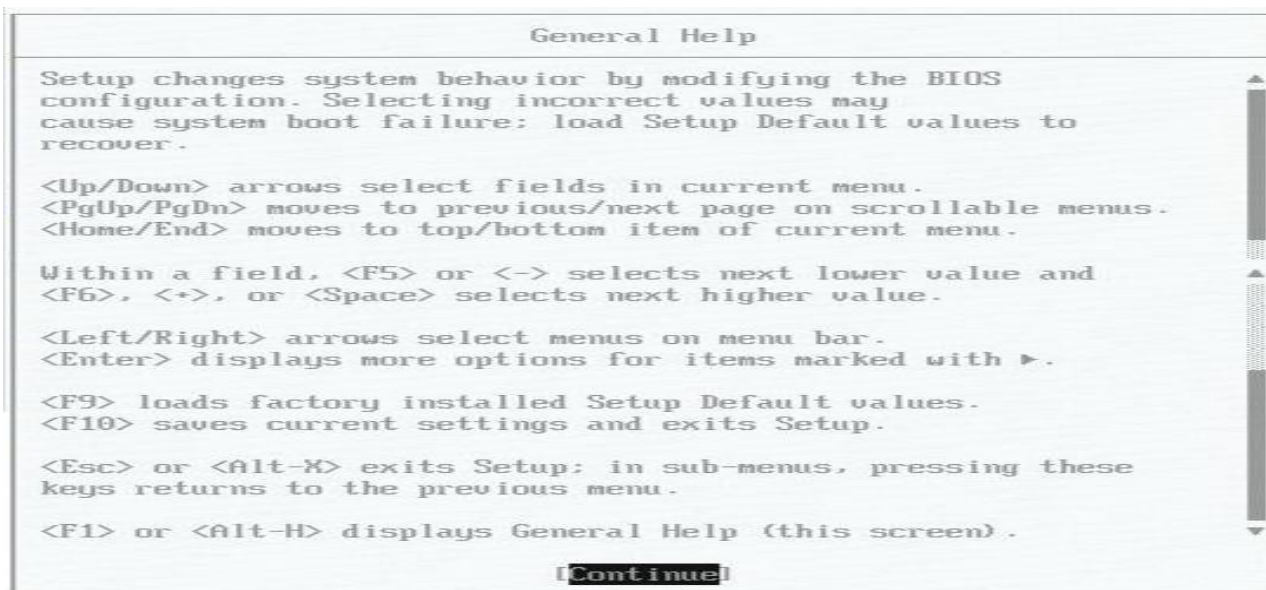 General Help
Setup changes system behavior by modifying the BIOS
configuration. Selecting incorrect values may
cause system boot failure; load Setup Default values to
recover.
<Up/Down> arrows select fields in current menu.
<PgUp/PgDn> moves to previous/next page on scrollable menus.
<Home/End> moves to top/bottom item of current menu.
Within a field, <F5> or <-> selects next lower value and
<F6>, <+>, or <Space> selects next higher value.
<Left/Right> arrows select menus on menu bar.
<Enter> displays more options for items marked with ►.
<F9> loads factory installed Setup Default values.
<F10> saves current settings and exits Setup.
<Esc> or <Alt-X> exits Setup; in sub-menus, pressing these
keys returns to the previous menu.
<F1> or <Alt-H> displays General Help (this screen).
[Continue]